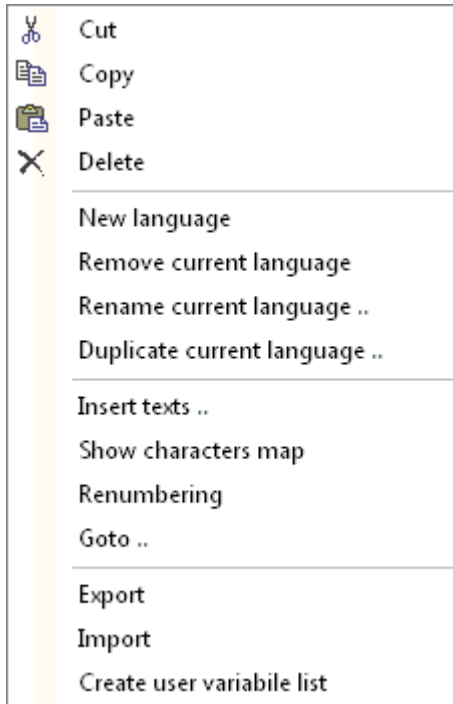 Cut
Copy
Paste
Delete
New language
Remove current language
Rename current language ..
Duplicate current language ..
Insert texts ..
Show characters map
Renumbering
Goto ..
Export
Import
Create user variabile list